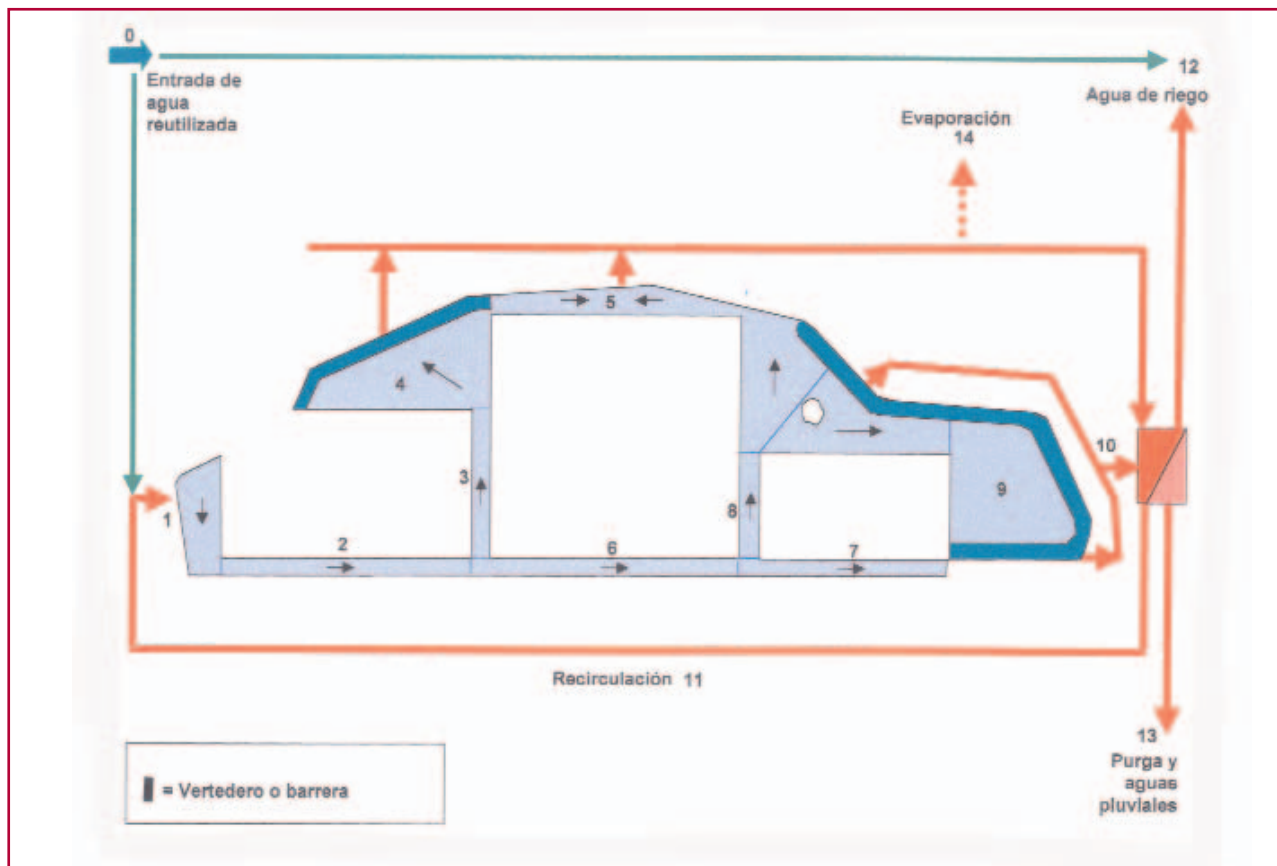 0
Entrada de
agua
reutilizada
12
Agua de riego
Evaporación
14
5
4
10
3
9
8
1
2
6
7
Recirculación 11
13
Purga y
aguas
pluviales
= Vertedero o barrera